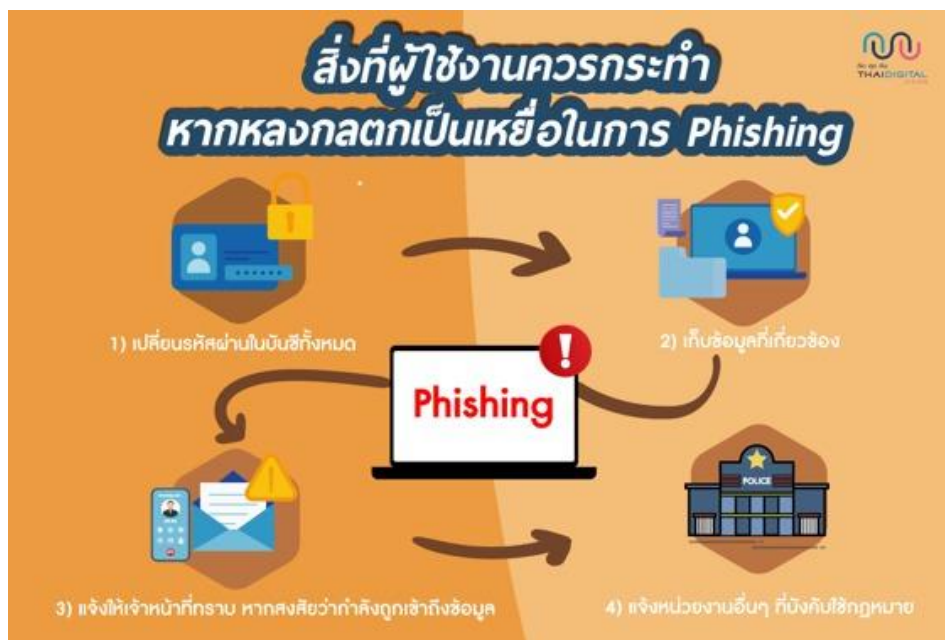 สิ่งที่ผู้ใช้งานควรกระทำ
หากหลงกลตกเป็นเหยื่อในการ Phishing
THAIDIGITAL
1) เปลี่ยนรหัสผ่านในบัญชีทั้งหมด
2) เก็บข้อมูลที่เกี่ยวข้อง
Phishing
POLICE
3) แจ้งให้เจ้าหน้าที่ทราบ หากสงสัยว่ากำลังถูกเข้าถึงข้อมูล
4) แจ้งหน่วยงานอื่นๆ ที่บังคับใช้กฎหมาย